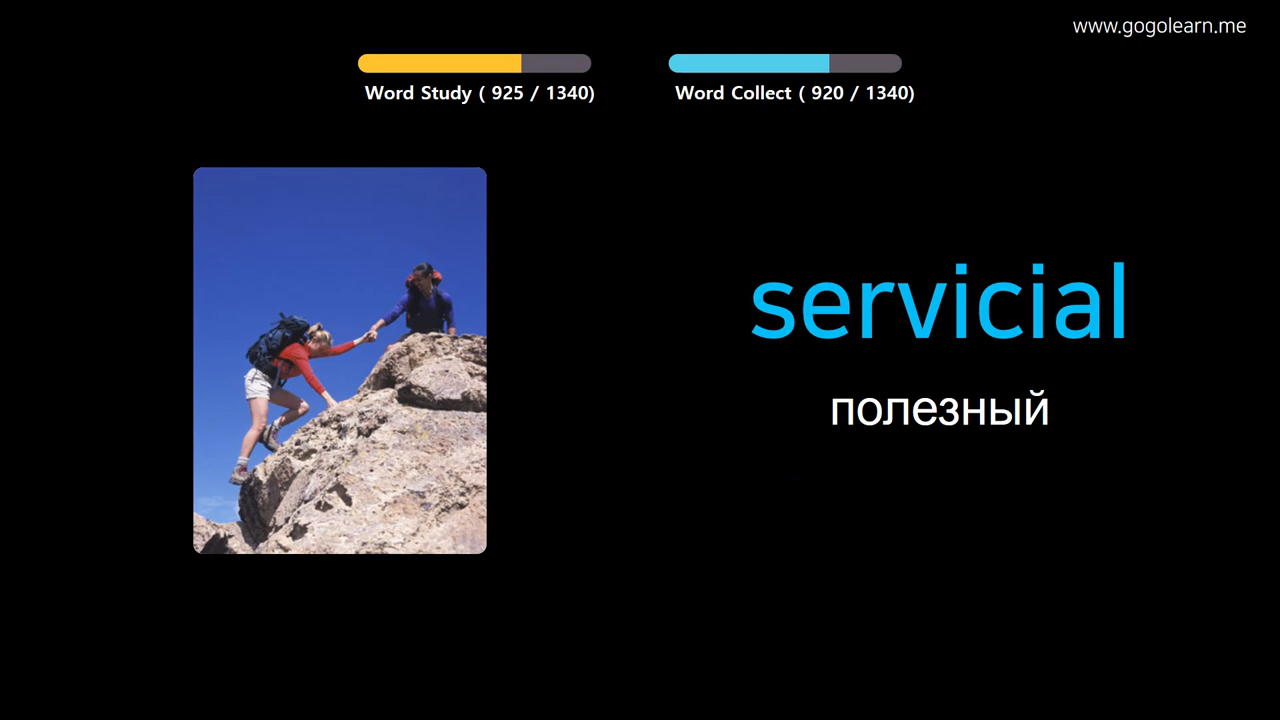 www.gogolearn.me
Word Study ( 925 / 1340)
Word Collect ( 920 / 1340)
servicial
полезный